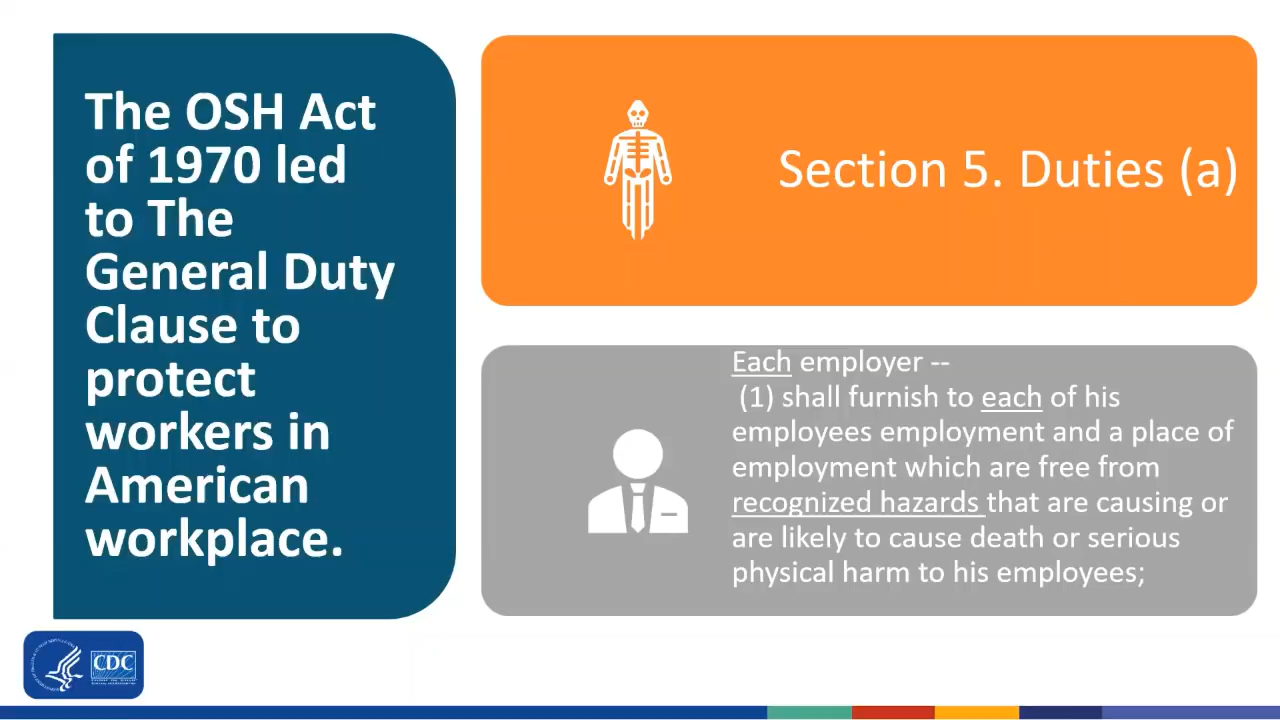 The OSH Act
of 1970 led
to The
General Duty
Clause to
protect
workers in
American
workplace.
Section 5. Duties (a)
Each employer --
(1) shall furnish to each of his
employees employment and a place of
employment which are free from
recognized hazards that are causing or
are likely to cause death or serious
physical harm to his employees;
CDC